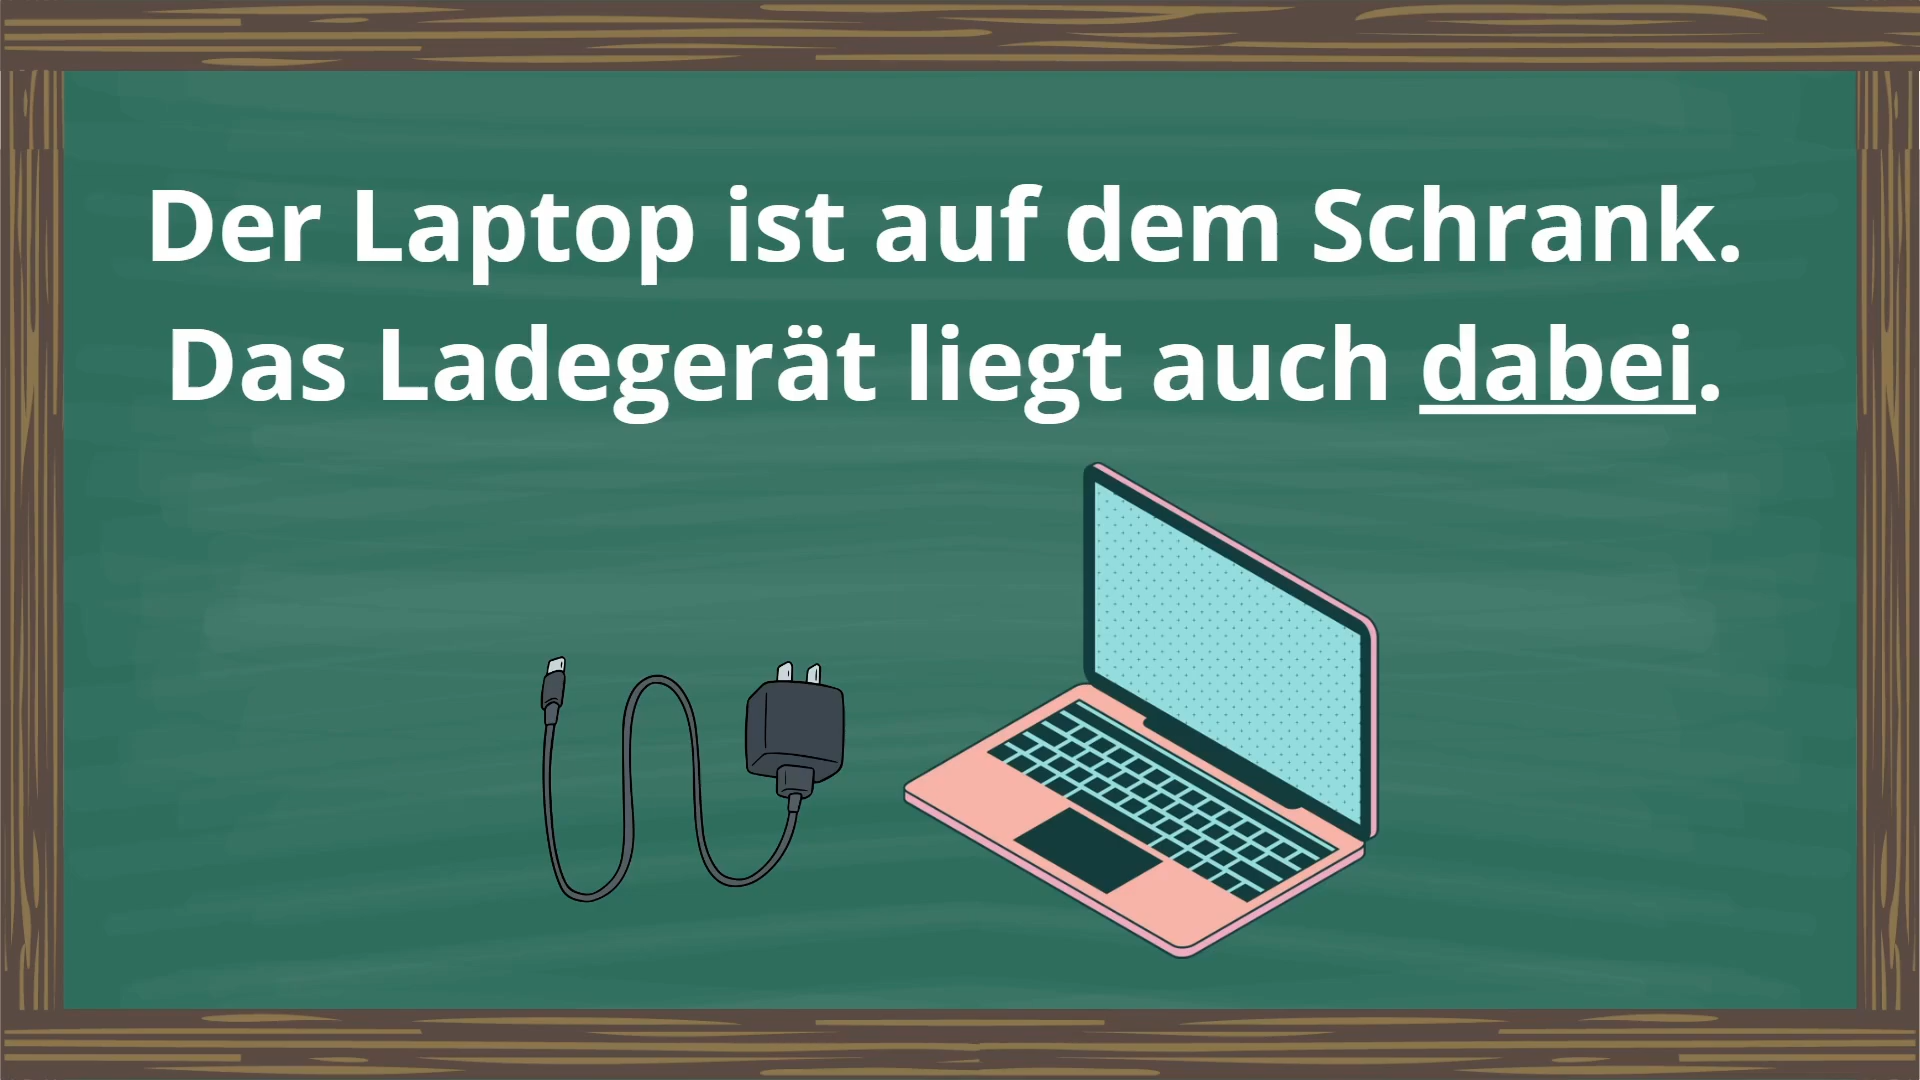 Der Laptop ist auf dem Schrank.
Das Ladegerät liegt auch dabei.